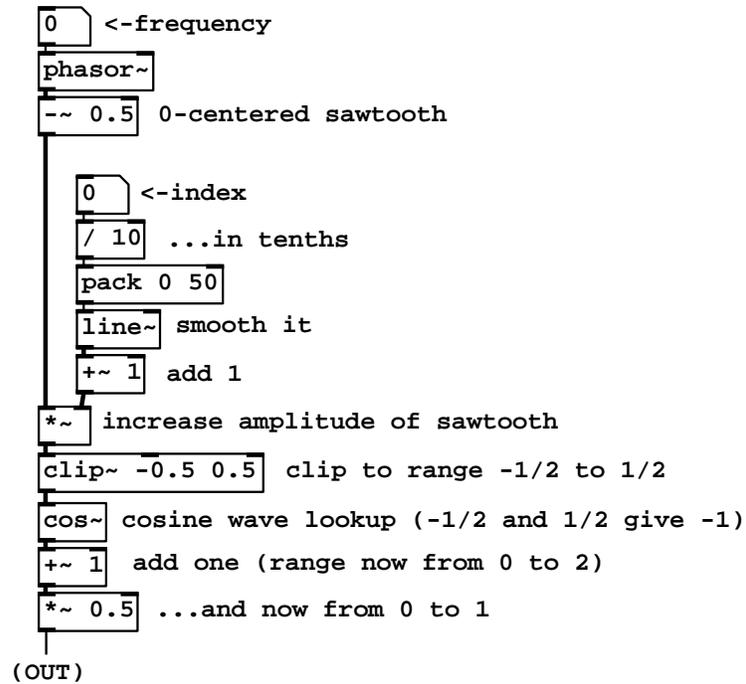 0 <-frequency
phasor~
-~ 0.5 0-centered sawtooth
0 <-index
/ 10 ...in tenths
pack 0 50
line~ smooth it
+~ 1 add 1
*~ increase amplitude of sawtooth
clip~ -0.5 0.5 clip to range -1/2 to 1/2
cos~ cosine wave lookup (-1/2 and 1/2 give -1)
+~ 1 add one (range now from 0 to 2)
*~ 0.5 ...and now from 0 to 1
(OUT)